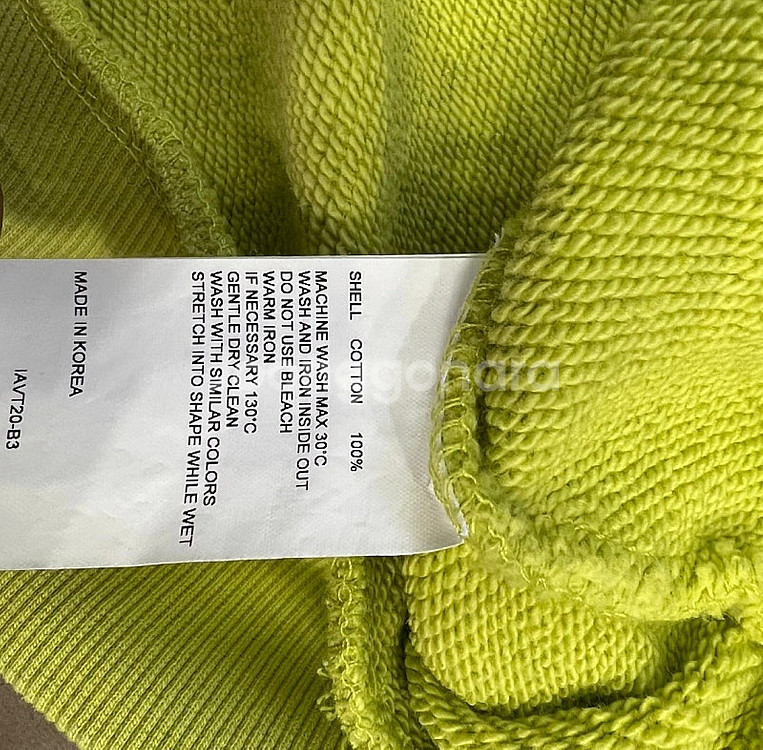 SHELL COTTON 100%
MACHINE WASH MAX 30°C
WASH AND IRON INSIDE OUT
DO NOT USE BLEACH
WARM IRON
IF NECESSARY 130°C
GENTLE DRY CLEAN
WASH WITH SIMILAR COLORS
STRETCH INTO SHAPE WHILE WET
MADE IN KOREA
IAVT20-B3